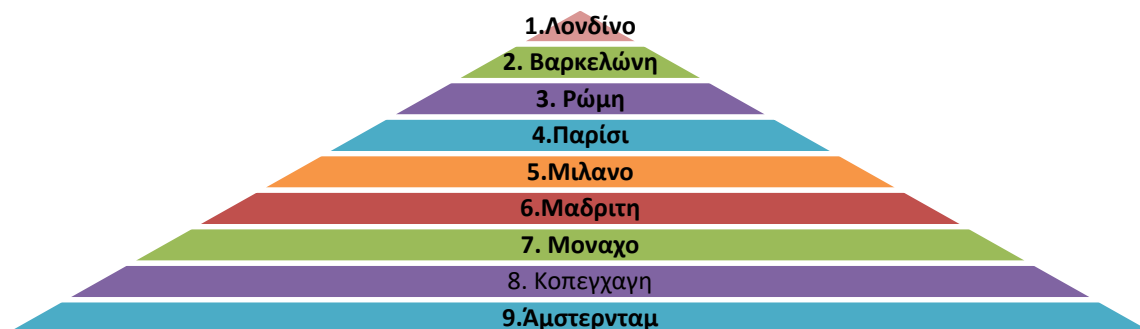 1.Λονδίνο
2. Βαρκελώνη
3. Ρώμη
4.Παρίσι
5.Μιλανο
6.Μαδριτη
7. Μοναχο
8. Κοπεγχαγη
9.Άμστερνταμ